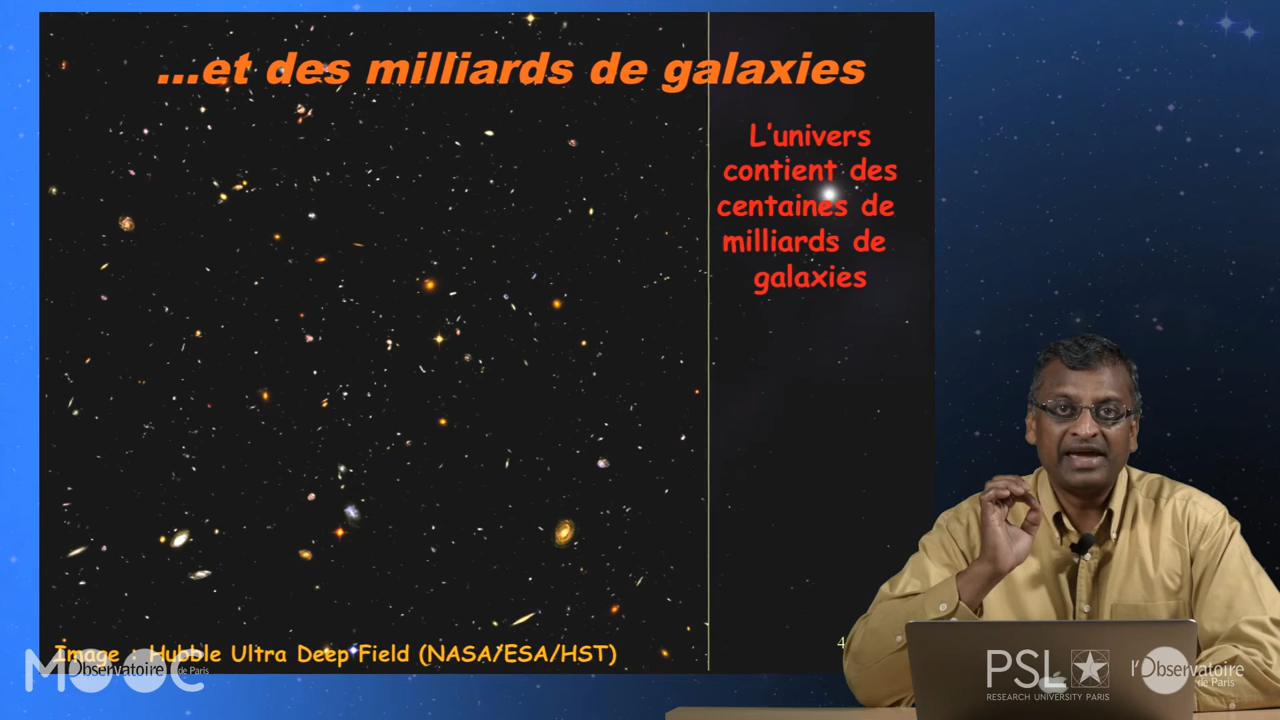 ...et des milliards de galaxies
L'univers
contient des
centaines de
milliards de
galaxies
4
Image : Hubble Ultra Deep Field (NASA/ESA/HST)
MOOC
l'Observatoire de Paris
PSL
RESEARCH UNIVERSITY PARIS
l'Observatoire
de Paris